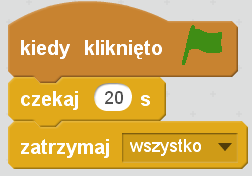 kiedy kliknięto
czekaj 20 s
zatrzymaj wszystko